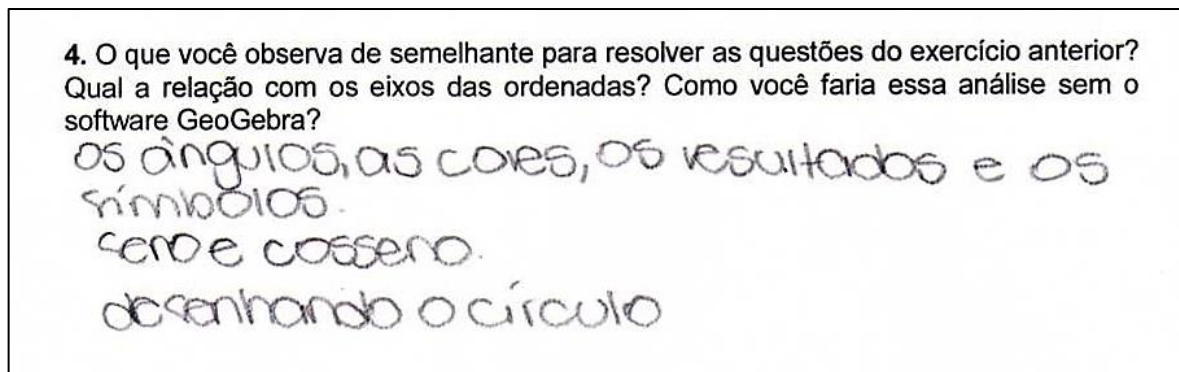 4. O que você observa de semelhante para resolver as questões do exercício anterior?
Qual a relação com os eixos das ordenadas? Como você faria essa análise sem o
software GeoGebra?
os ângulos, as cores, os resultados e os
símbolos.
seno e cosseno.
desenhando o círculo